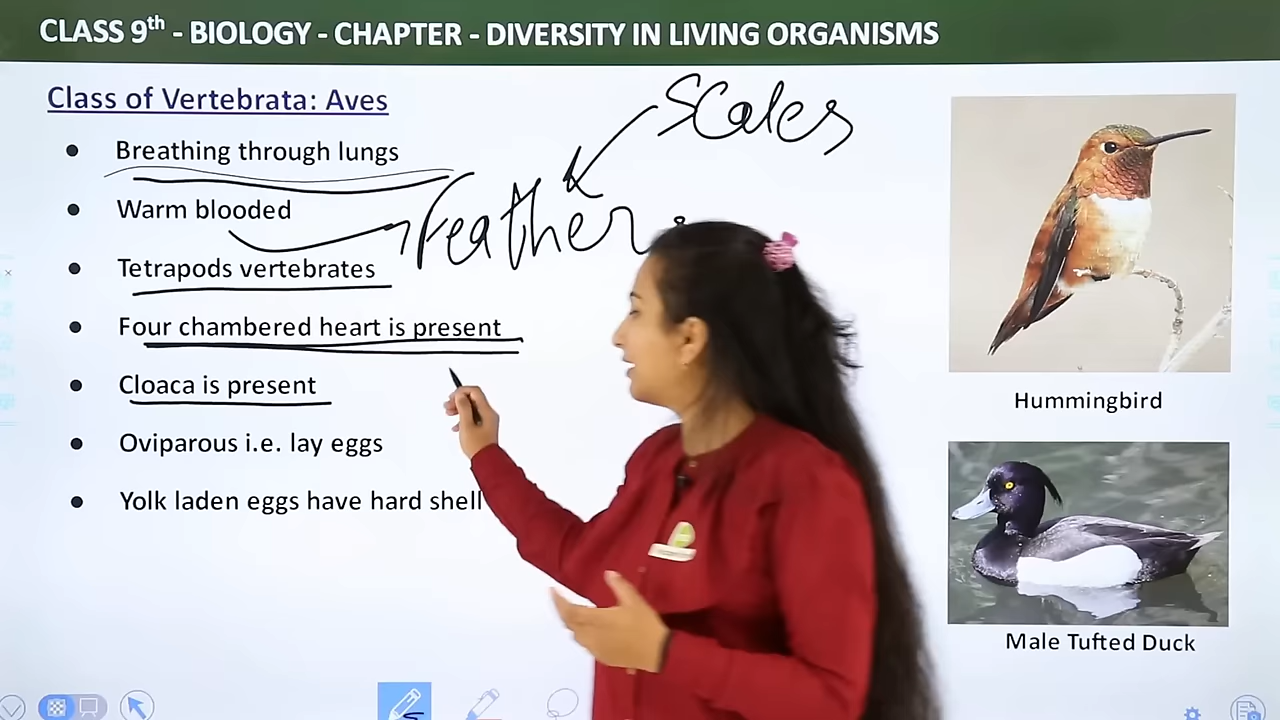 CLASS 9th - BIOLOGY - CHAPTER - DIVERSITY IN LIVING ORGANISMS
Class of Vertebrata: Aves
Scales
• Breathing through lungs
• Warm blooded
Feather
• Tetrapods vertebrates
• Four chambered heart is present
• Cloaca is present
Hummingbird
• Oviparous i.e. lay eggs
• Yolk laden eggs have hard shell
Male Tufted Duck